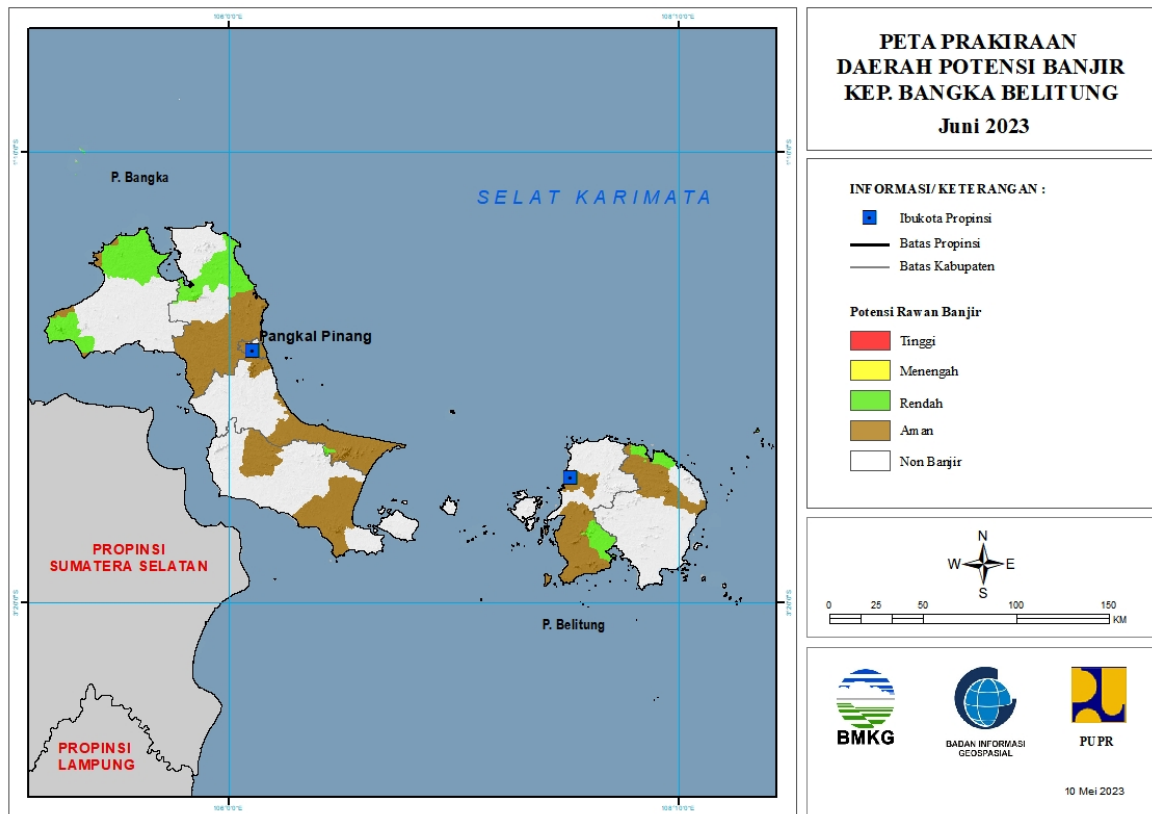 PETA PRAKIRAAN
DAERAH POTENSI BANJIR
KEP. BANGKA BELITUNG
Juni 2023
P. Bangka
SELAT KARIMATA
Pangkal Pinang
PROPINSI
SUMATERA SELATAN
P. Belitung
PROPINSI
LAMPUNG
INFORMASI/ KETERANGAN :
Ibukota Propinsi
Batas Propinsi
Batas Kabupaten
Potensi Rawan Banjir
Tinggi
Menengah
Rendah
Aman
Non Banjir
N
W E
S
0 25 50 100 150
KM
BMKG
BADAN INFORMASI
GEOSPASIAL
PUPR
10 Mei 2023